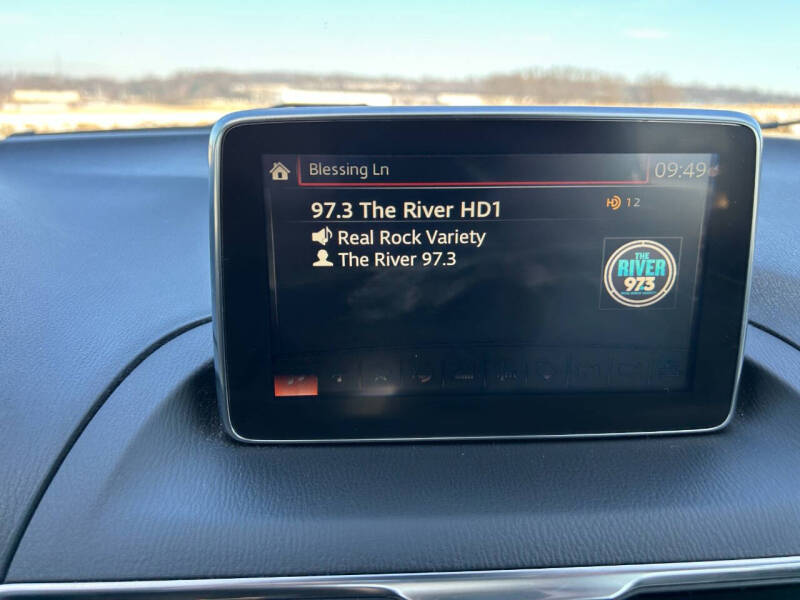 Blessing Ln 09:49
97.3 The River HD1 HD 12
Real Rock Variety
The River 97.3
THE
RIVER
973